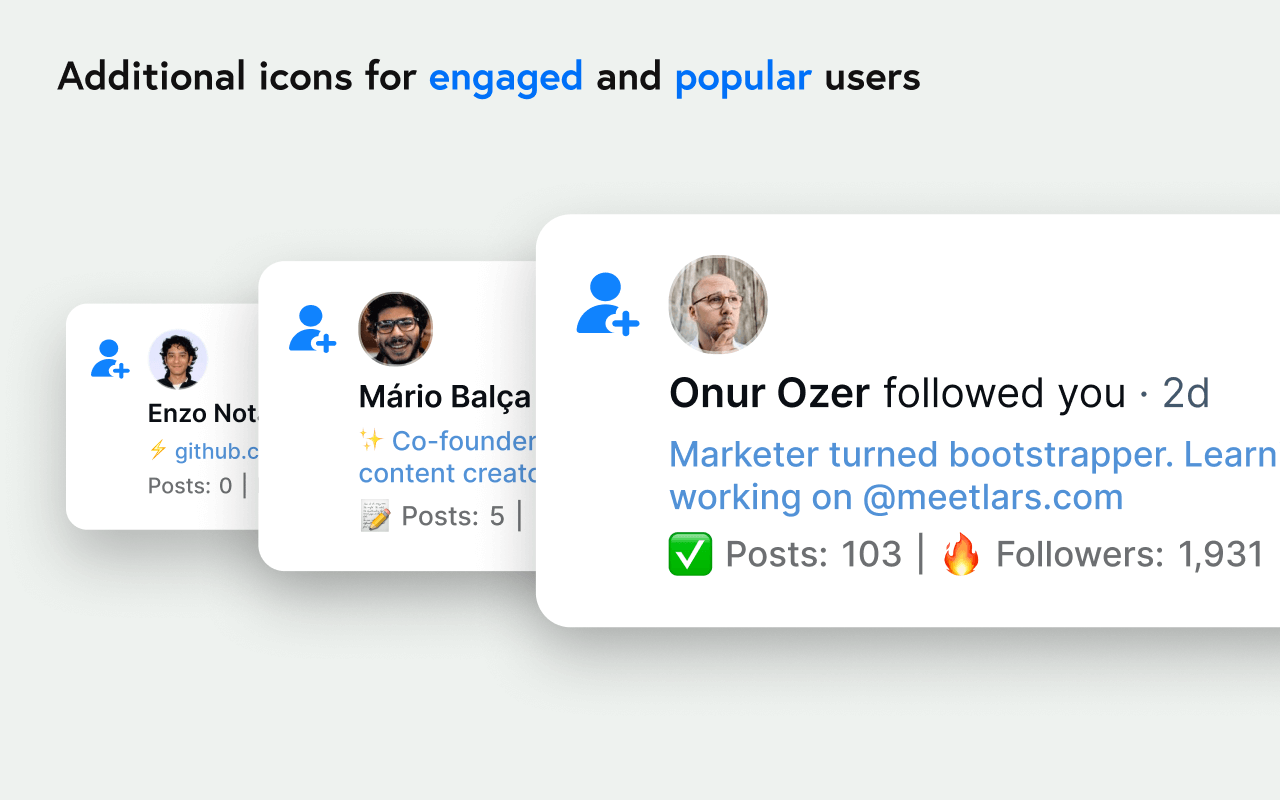 Additional icons for engaged and popular users
Enzo
⚡ github.c
Posts: 0 |
Mário Balça
✨ Co-founder
content creato
📝 Posts: 5 |
Onur Ozer followed you · 2d
Marketer turned bootstrapper. Learn
working on @meetlars.com
✅ Posts: 103 | 🔥 Followers: 1,931